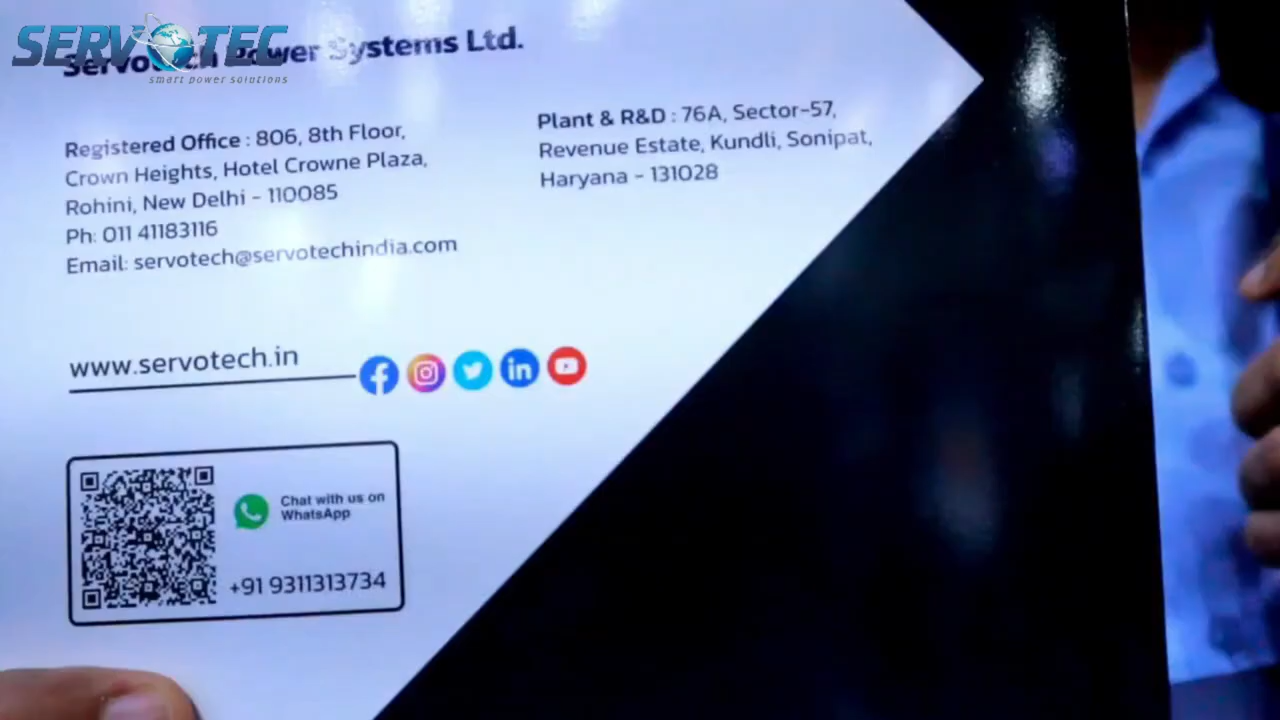 SERVOTEC
smart power solutions
Servotech Power Systems Ltd.
Registered Office : 806, 8th Floor,
Crown Heights, Hotel Crowne Plaza,
Rohini, New Delhi - 110085
Ph: 011 41183116
Email: servotech@servotechindia.com
Plant & R&D : 76A, Sector-57,
Revenue Estate, Kundli, Sonipat,
Haryana - 131028
www.servotech.in
Chat with us on
WhatsApp
+91 9311313734